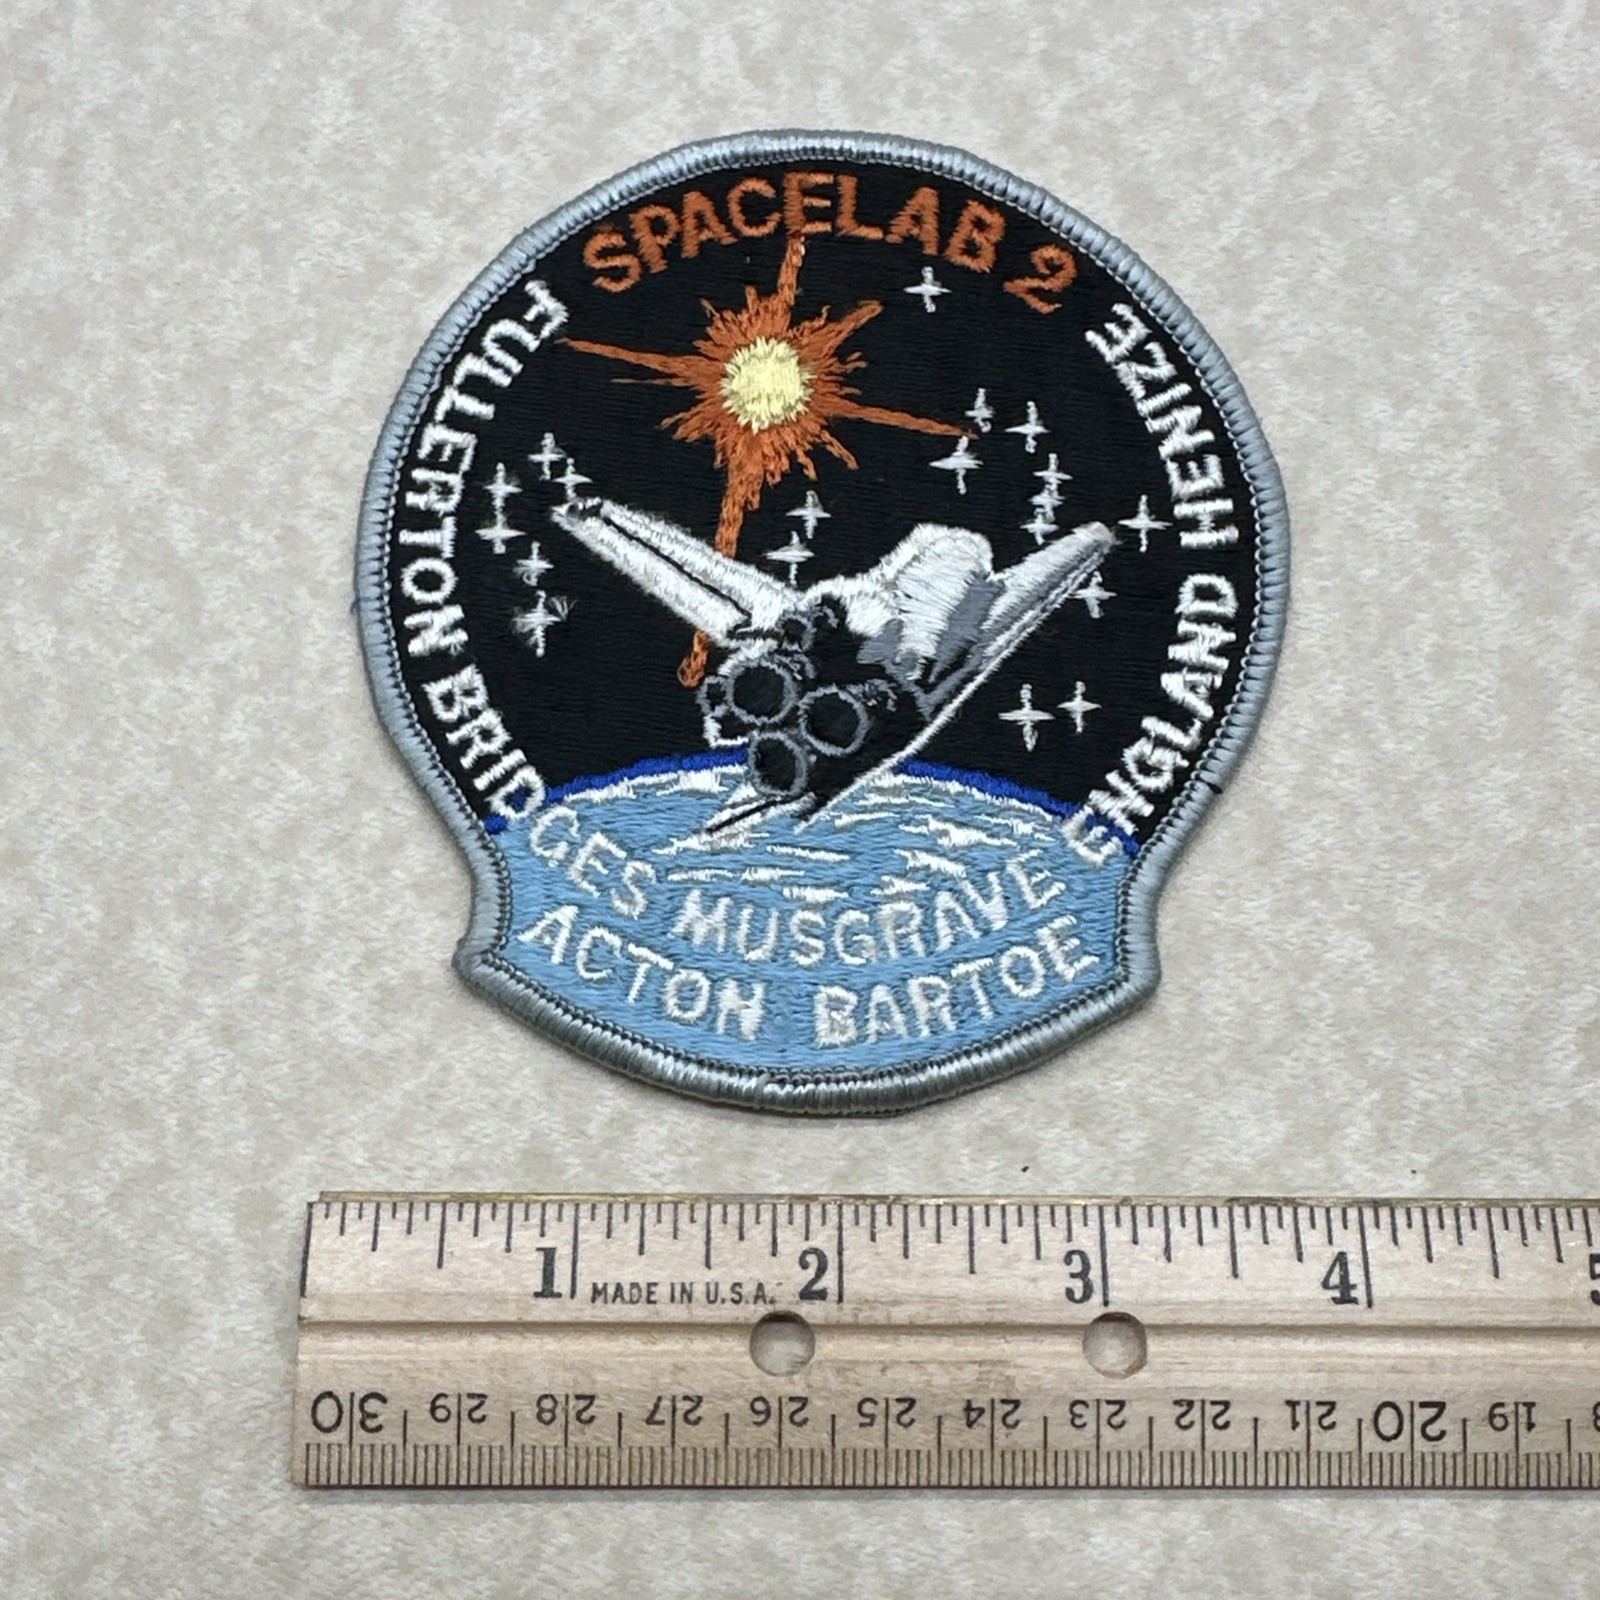 SPACELAB 2
FULLERTON BRIDGES MUSGRAVE ENGLAND HENIZE
ACTON BARTOE
1 2 3 4 5
MADE IN U.S.A.
30 29 28 27 26 25 24 23 22 21 20 19